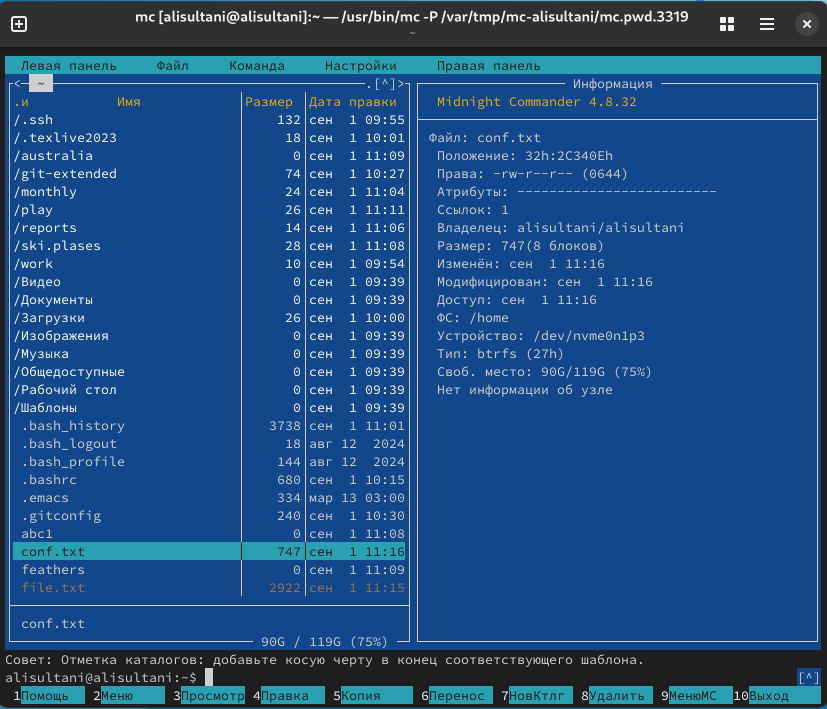 mc [alisultani@alisultani]:~ — /usr/bin/mc -P /var/tmp/mc-alisultani/mc.pwd.3319
~
Левая панель Файл Команда Настройки Правая панель
<─ ~ .[^]>
.и Имя Размер Дата правки
/.ssh 132 сен 1 09:55
/.texlive2023 18 сен 1 10:01
/australia 0 сен 1 11:09
/git-extended 74 сен 1 10:27
/monthly 24 сен 1 11:04
/play 26 сен 1 11:11
/reports 14 сен 1 11:06
/ski.plases 28 сен 1 11:08
/work 10 сен 1 09:54
/Видео 0 сен 1 09:39
/Документы 0 сен 1 09:39
/Загрузки 26 сен 1 10:00
/Изображения 0 сен 1 09:39
/Музыка 0 сен 1 09:39
/Общедоступные 0 сен 1 09:39
/Рабочий стол 0 сен 1 09:39
/Шаблоны 0 сен 1 09:39
.bash_history 3738 сен 1 11:01
.bash_logout 18 авг 12 2024
.bash_profile 144 авг 12 2024
.bashrc 680 сен 1 10:15
.emacs 334 мар 13 03:00
.gitconfig 240 сен 1 10:30
abc1 0 сен 1 11:08
conf.txt 747 сен 1 11:16
feathers 0 сен 1 11:09
file.txt 2922 сен 1 11:15
conf.txt
90G / 119G (75%)
Информация
Midnight Commander 4.8.32
Файл: conf.txt
Положение: 32h:2C340Eh
Права: -rw-r--r-- (0644)
Атрибуты: -------------------------
Ссылок: 1
Владелец: alisultani/alisultani
Размер: 747(8 блоков)
Изменён: сен 1 11:16
Модифицирован: сен 1 11:16
Доступ: сен 1 11:16
ФС: /home
Устройство: /dev/nvme0n1p3
Тип: btrfs (27h)
Своб. место: 90G/119G (75%)
Нет информации об узле
Совет: Отметка каталогов: добавьте косую черту в конец соответствующего шаблона.
alisultani@alisultani:~$ [^]
1Помощь 2Меню 3Просмотр 4Правка 5Копия 6Перенос 7НовКтлг 8Удалить 9МенюMC 10Выход